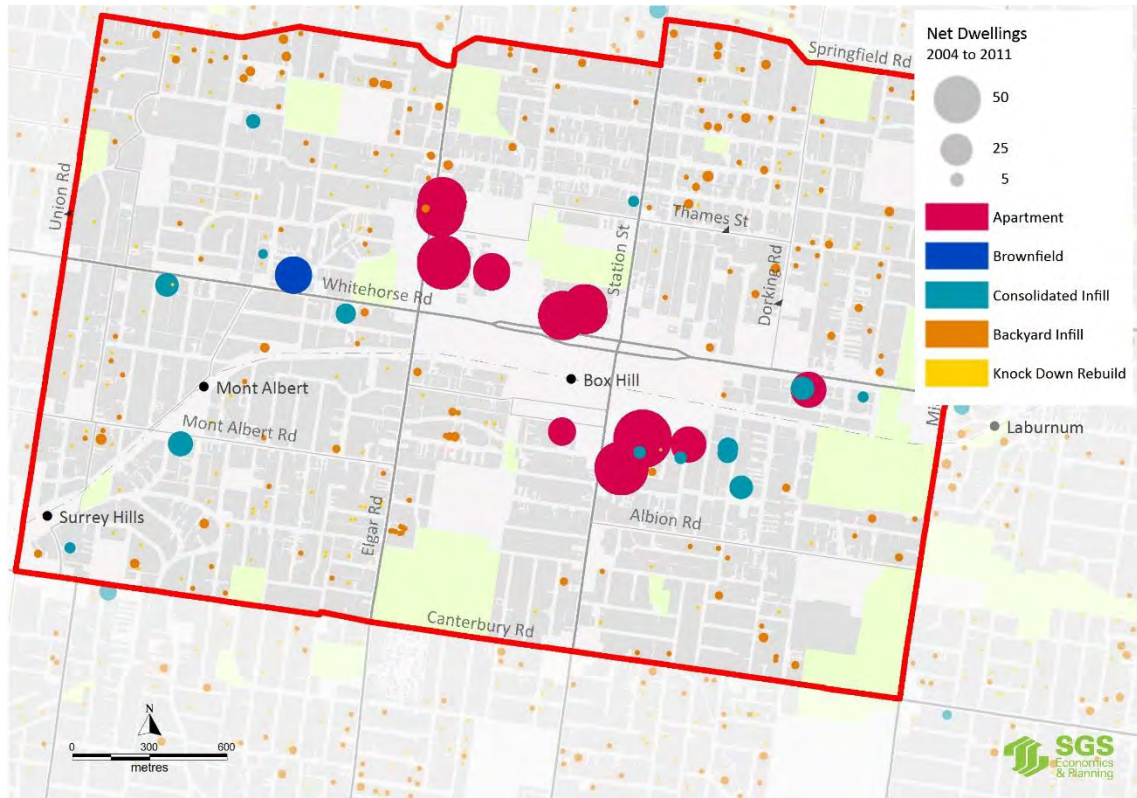 Net Dwellings
2004 to 2011
50
25
5
Apartment
Brownfield
Consolidated Infill
Backyard Infill
Knock Down Rebuild
Springfield Rd
Union Rd
Thames St
Station St
Dorking Rd
Whitehorse Rd
Mont Albert
Box Hill
Laburnum
Mont Albert Rd
Elgar Rd
Surrey Hills
Albion Rd
Canterbury Rd
N
0 300 600
metres
SGS
Economics
& Planning